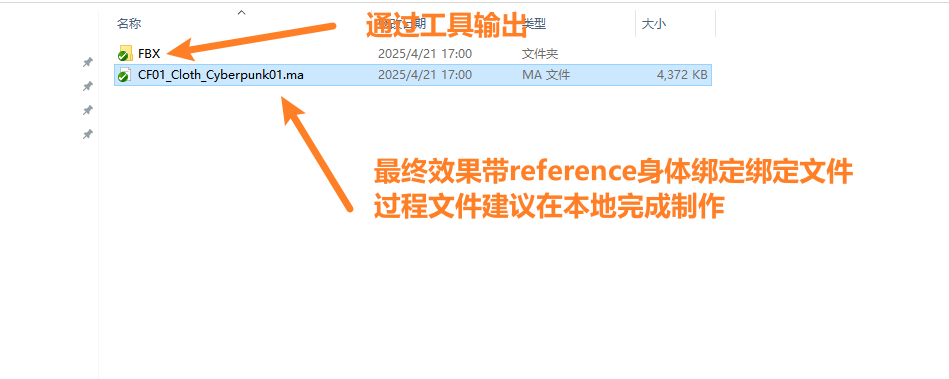 名称 修改日期 类型 大小
通过工具输出
FBX 2025/4/21 17:00 文件夹
CF01_Cloth_Cyberpunk01.ma 2025/4/21 17:00 MA 文件 4,372 KB
最终效果带reference身体绑定绑定文件
过程文件建议在本地完成制作